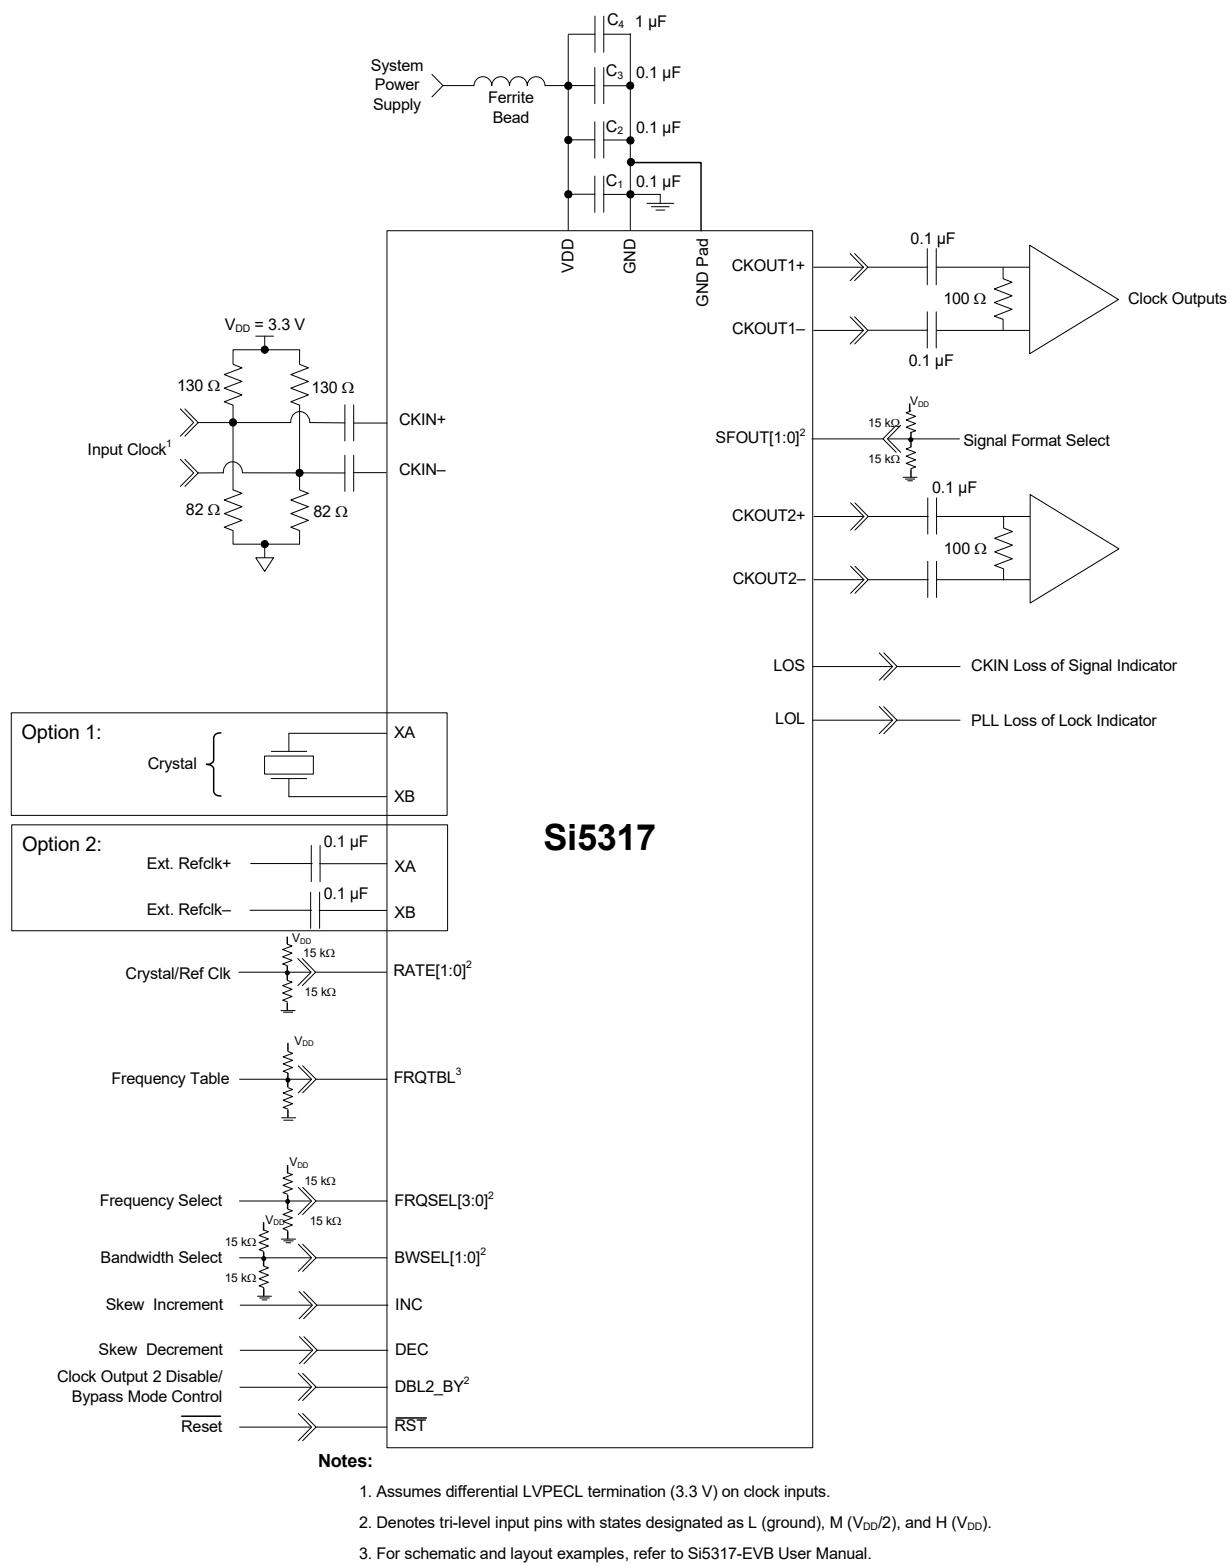 C4 1 µF
System
Power
Supply
Ferrite
Bead
C3 0.1 µF
C2 0.1 µF
C1 0.1 µF
VDD
GND
GND Pad
VDD = 3.3 V
130 Ω
130 Ω
Input Clock1
82 Ω
82 Ω
CKIN+
CKIN–
CKOUT1+
CKOUT1–
0.1 µF
100 Ω
0.1 µF
Clock Outputs
SFOUT[1:0]2
VDD
15 kΩ
15 kΩ
Signal Format Select
CKOUT2+
CKOUT2–
0.1 µF
100 Ω
LOS
CKIN Loss of Signal Indicator
LOL
PLL Loss of Lock Indicator
Option 1:
Crystal
XA
XB
Si5317
Option 2:
Ext. Refclk+
0.1 µF
XA
Ext. Refclk–
0.1 µF
XB
Crystal/Ref Clk
VDD
15 kΩ
15 kΩ
RATE[1:0]2
Frequency Table
VDD
FRQTBL3
Frequency Select
VDD
15 kΩ
15 kΩ
FRQSEL[3:0]2
Bandwidth Select
VDD
15 kΩ
15 kΩ
BWSEL[1:0]2
Skew Increment
INC
Skew Decrement
DEC
Clock Output 2 Disable/
Bypass Mode Control
DBL2_BY2
Reset
RST
Notes:
1. Assumes differential LVPECL termination (3.3 V) on clock inputs.
2. Denotes tri-level input pins with states designated as L (ground), M (VDD/2), and H (VDD).
3. For schematic and layout examples, refer to Si5317-EVB User Manual.